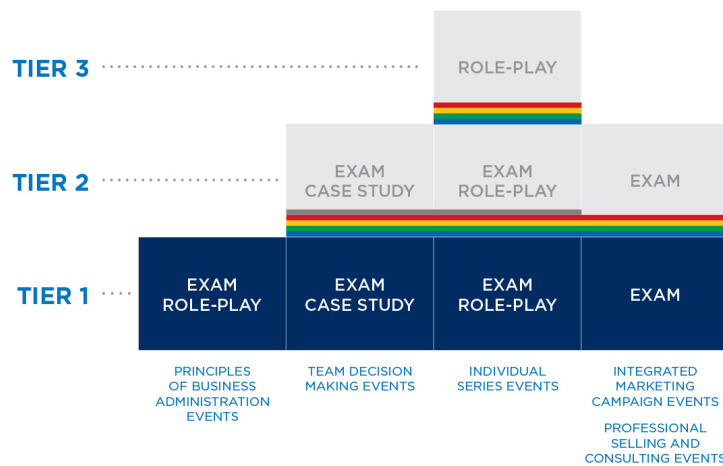 TIER 3
ROLE-PLAY
TIER 2
EXAM
CASE STUDY
EXAM
ROLE-PLAY
EXAM
TIER 1
EXAM
ROLE-PLAY
EXAM
CASE STUDY
EXAM
ROLE-PLAY
EXAM
PRINCIPLES
OF BUSINESS
ADMINISTRATION
EVENTS
TEAM DECISION
MAKING EVENTS
INDIVIDUAL
SERIES EVENTS
INTEGRATED
MARKETING
CAMPAIGN EVENTS
PROFESSIONAL
SELLING AND
CONSULTING EVENTS